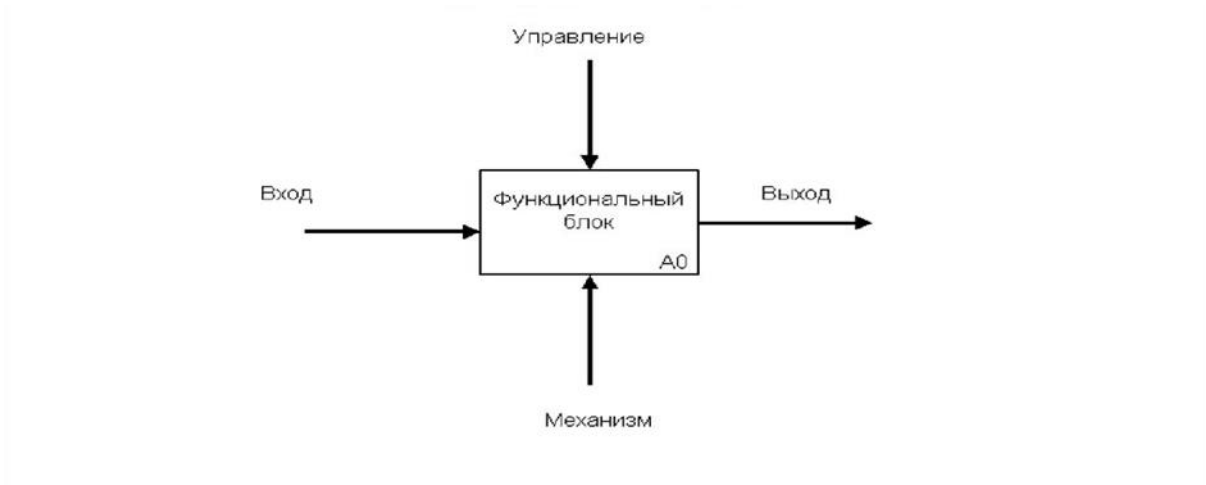 Управление
Вход
Функциональный
блок
A0
Выход
Механизм